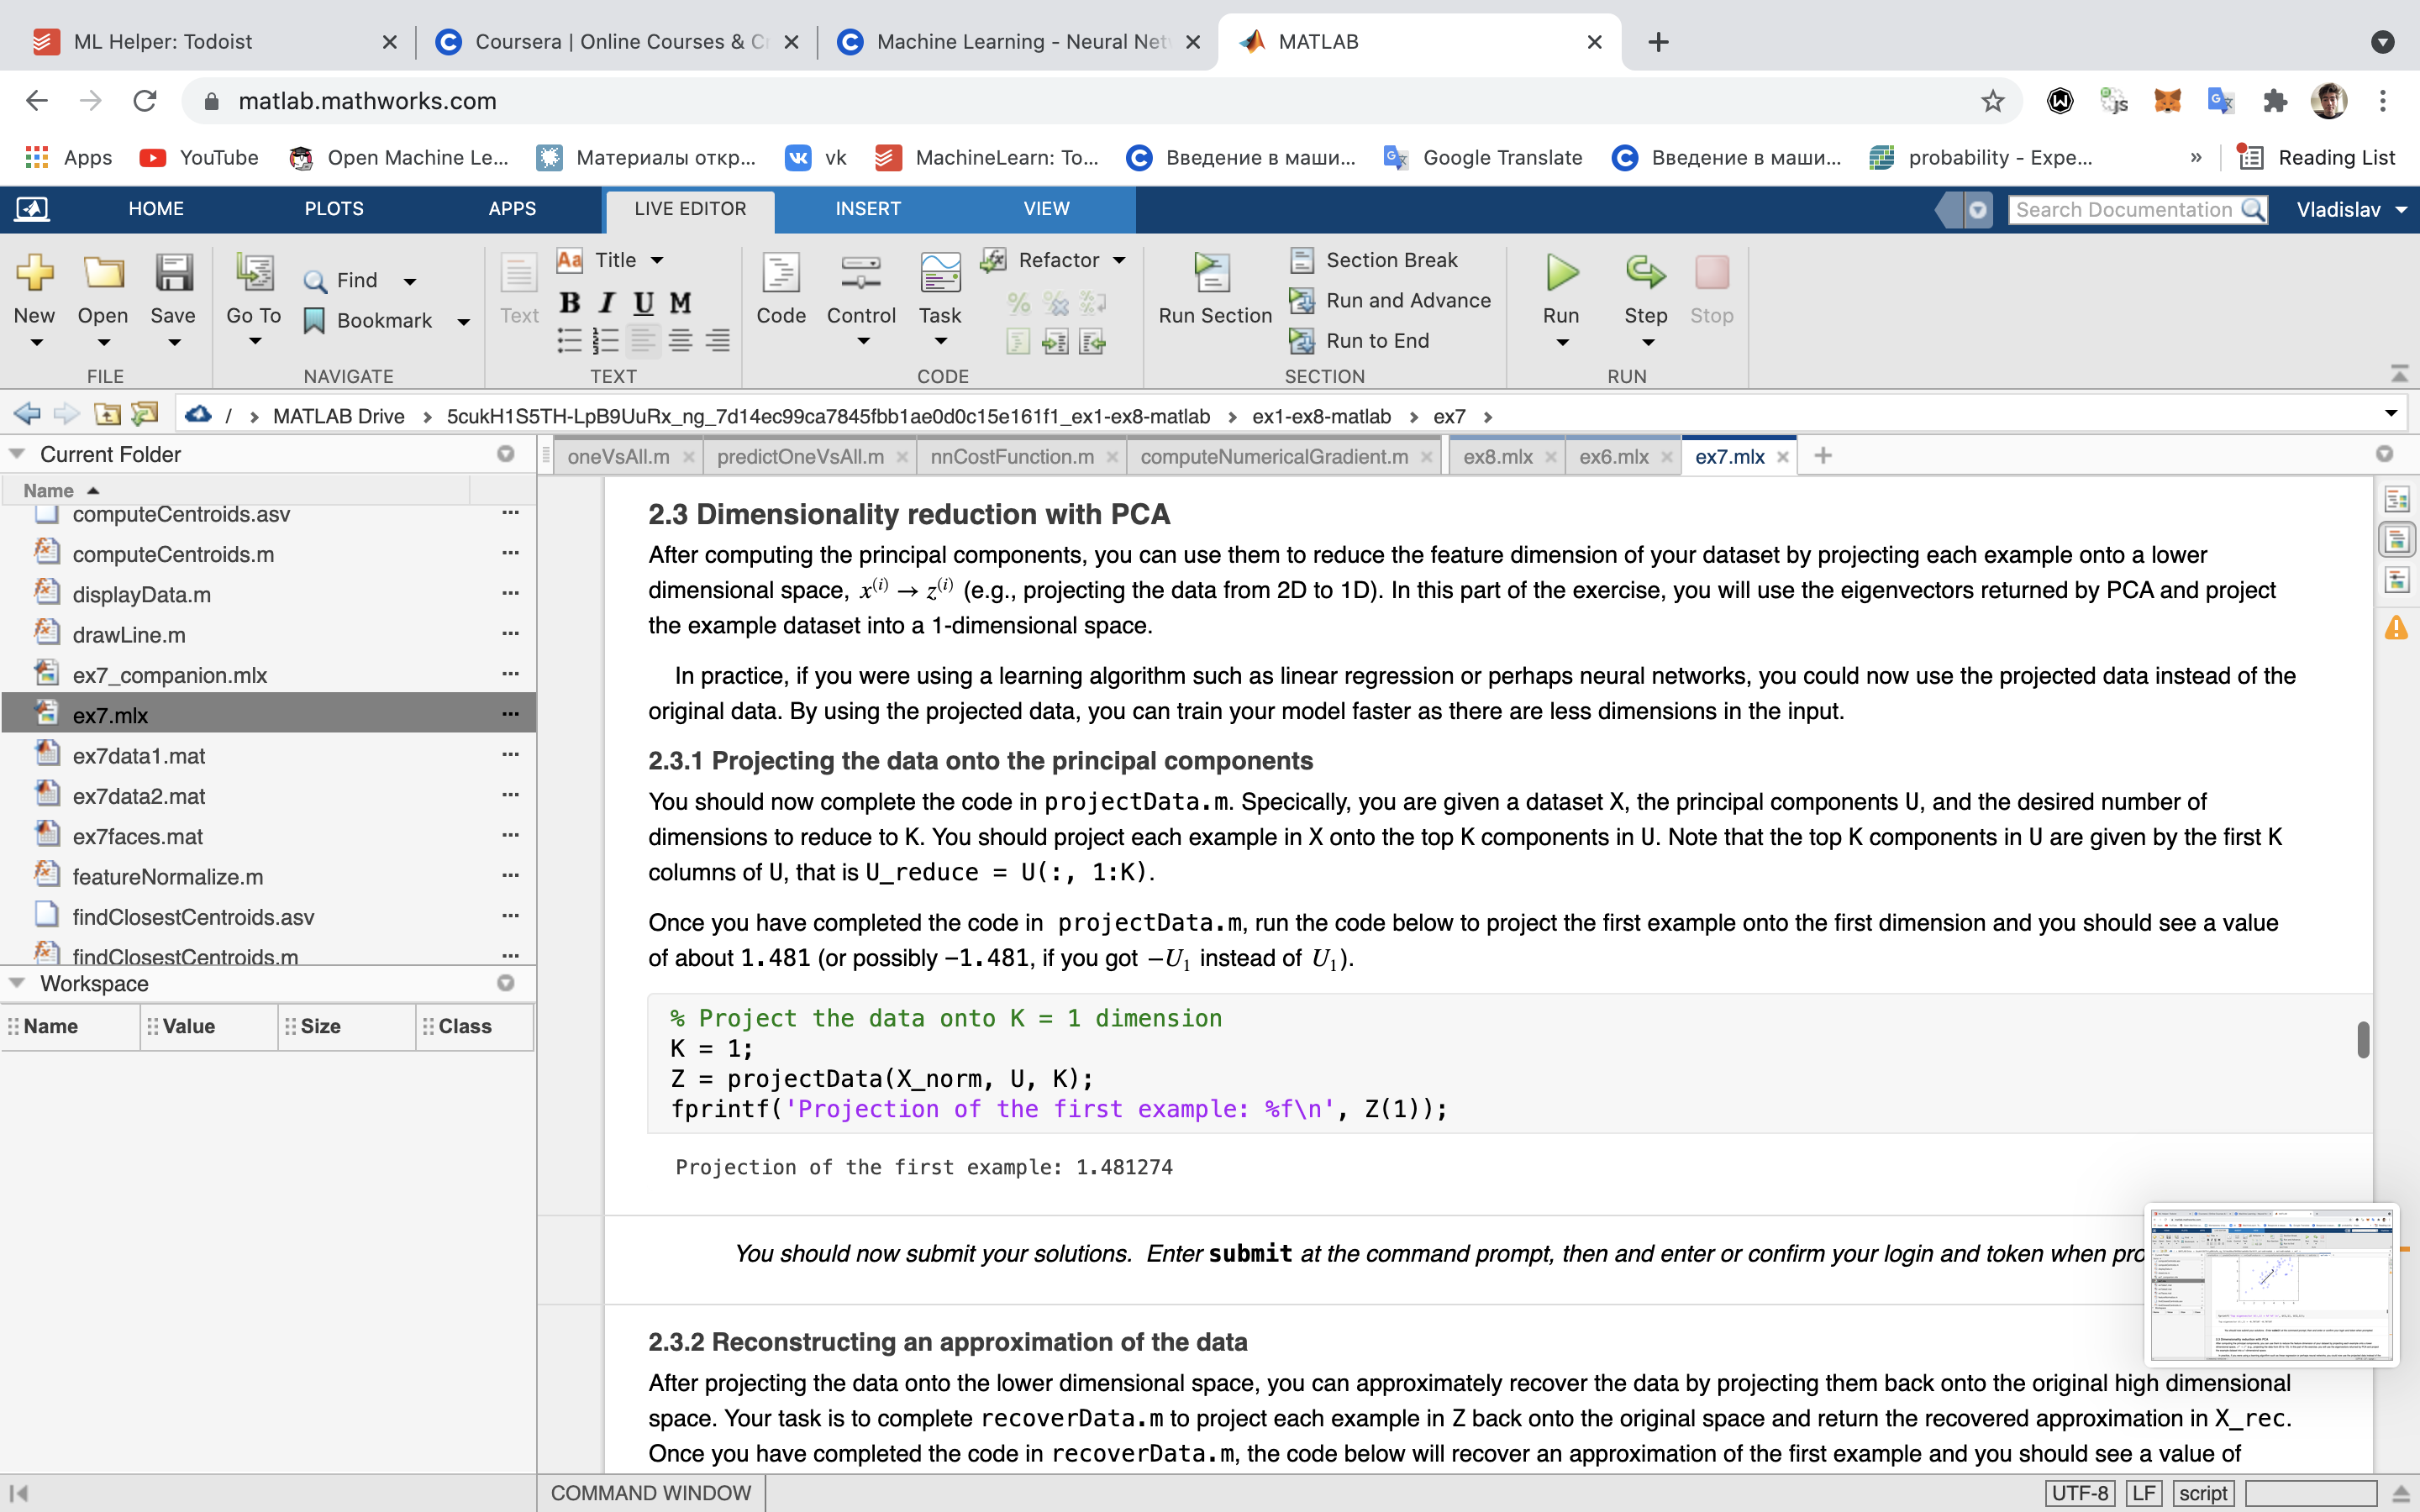 ML Helper: Todoist
Coursera | Online Courses & Cr
Machine Learning - Neural Net
MATLAB
matlab.mathworks.com
Apps
YouTube
Open Machine Le...
Материалы откр...
vk
MachineLearn: To...
Введение в маши...
Google Translate
Введение в маши...
probability - Expe...
»
Reading List
HOME
PLOTS
APPS
LIVE EDITOR
INSERT
VIEW
Search Documentation
Vladislav
New
Open
Save
FILE
Go To
Find
Bookmark
NAVIGATE
Text
Aa Title
B I U M
TEXT
Code
Control
Task
Refactor
CODE
Run Section
Section Break
Run and Advance
Run to End
SECTION
Run
Step
Stop
RUN
/ › MATLAB Drive › 5cukH1S5TH-LpB9UuRx_ng_7d14ec99ca7845fbb1ae0d0c15e161f1_ex1-ex8-matlab › ex1-ex8-matlab › ex7 ›
Current Folder
Name
computeCentroids.asv
computeCentroids.m
displayData.m
drawLine.m
ex7_companion.mlx
ex7.mlx
ex7data1.mat
ex7data2.mat
ex7faces.mat
featureNormalize.m
findClosestCentroids.asv
findClosestCentroids.m
Workspace
Name Value Size Class
oneVsAll.m
predictOneVsAll.m
nnCostFunction.m
computeNumericalGradient.m
ex8.mlx
ex6.mlx
ex7.mlx
2.3 Dimensionality reduction with PCA
After computing the principal components, you can use them to reduce the feature dimension of your dataset by projecting each example onto a lower
dimensional space, x⁽ⁱ⁾ → z⁽ⁱ⁾ (e.g., projecting the data from 2D to 1D). In this part of the exercise, you will use the eigenvectors returned by PCA and project
the example dataset into a 1-dimensional space.
In practice, if you were using a learning algorithm such as linear regression or perhaps neural networks, you could now use the projected data instead of the
original data. By using the projected data, you can train your model faster as there are less dimensions in the input.
2.3.1 Projecting the data onto the principal components
You should now complete the code in projectData.m. Specically, you are given a dataset X, the principal components U, and the desired number of
dimensions to reduce to K. You should project each example in X onto the top K components in U. Note that the top K components in U are given by the first K
columns of U, that is U_reduce = U(:, 1:K).
Once you have completed the code in projectData.m, run the code below to project the first example onto the first dimension and you should see a value
of about 1.481 (or possibly −1.481, if you got −U₁ instead of U₁).
% Project the data onto K = 1 dimension
K = 1;
Z = projectData(X_norm, U, K);
fprintf('Projection of the first example: %f\n', Z(1));
Projection of the first example: 1.481274
You should now submit your solutions. Enter submit at the command prompt, then and enter or confirm your login and token when pro
2.3.2 Reconstructing an approximation of the data
After projecting the data onto the lower dimensional space, you can approximately recover the data by projecting them back onto the original high dimensional
space. Your task is to complete recoverData.m to project each example in Z back onto the original space and return the recovered approximation in X_rec.
Once you have completed the code in recoverData.m, the code below will recover an approximation of the first example and you should see a value of
COMMAND WINDOW
UTF-8
LF
script